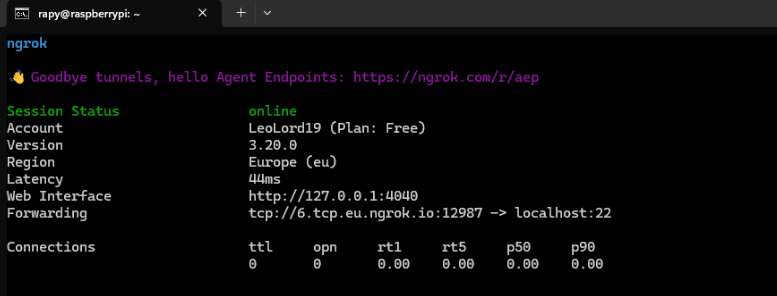 rapy@raspberrypi: ~
ngrok
👋 Goodbye tunnels, hello Agent Endpoints: https://ngrok.com/r/aep
Session Status online
Account LeoLord19 (Plan: Free)
Version 3.20.0
Region Europe (eu)
Latency 44ms
Web Interface http://127.0.0.1:4040
Forwarding tcp://6.tcp.eu.ngrok.io:12987 -> localhost:22
Connections ttl opn rt1 rt5 p50 p90
0 0 0.00 0.00 0.00 0.00